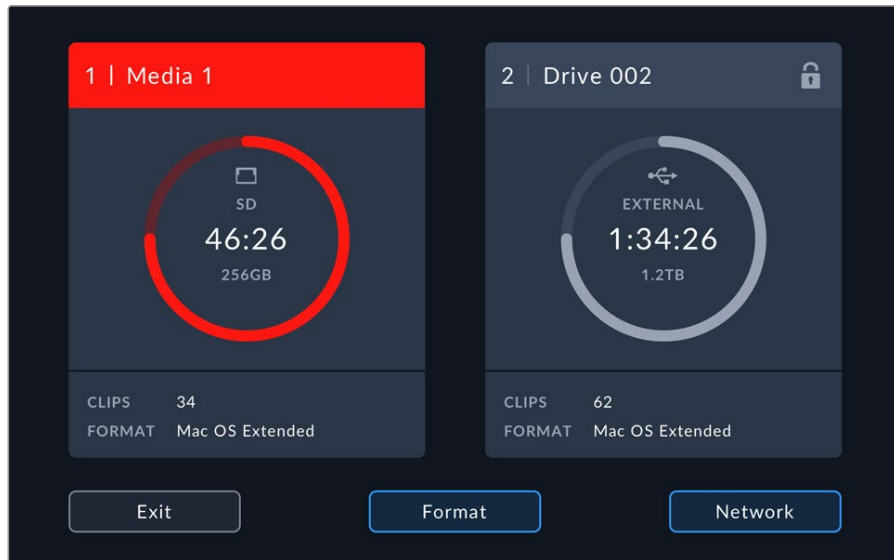 1 | Media 1
SD
46:26
256GB
CLIPS 34
FORMAT Mac OS Extended
2 | Drive 002
EXTERNAL
1:34:26
1.2TB
CLIPS 62
FORMAT Mac OS Extended
Exit
Format
Network